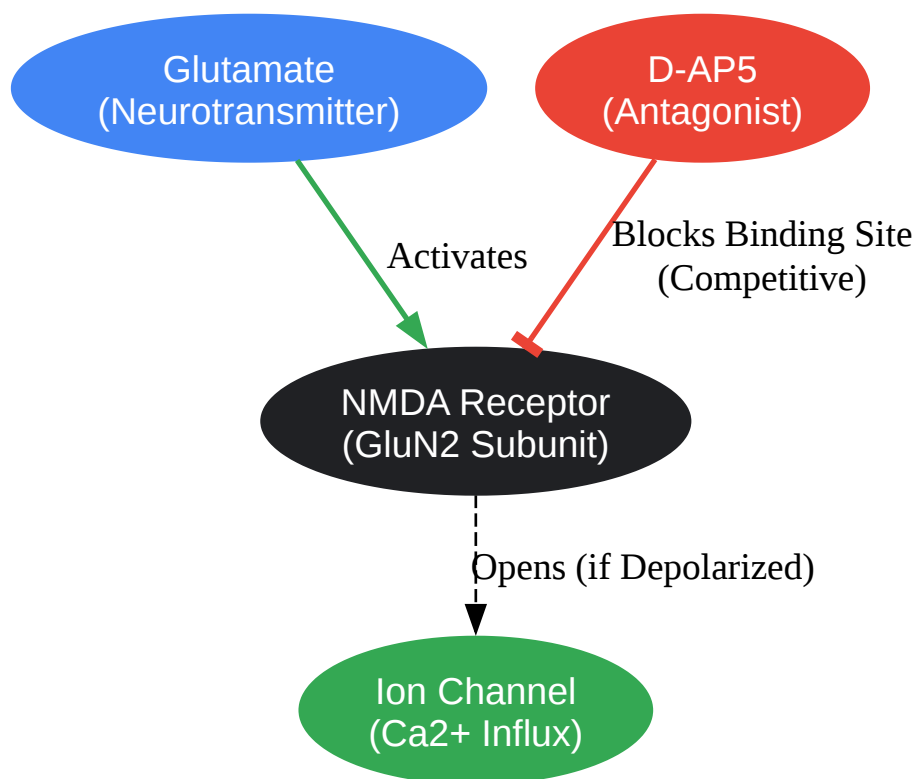 Glutamate
(Neurotransmitter)
D-AP5
(Antagonist)
Activates
Blocks Binding Site
(Competitive)
NMDA Receptor
(GluN2 Subunit)
Opens (if Depolarized)
Ion Channel
(Ca2+ Influx)